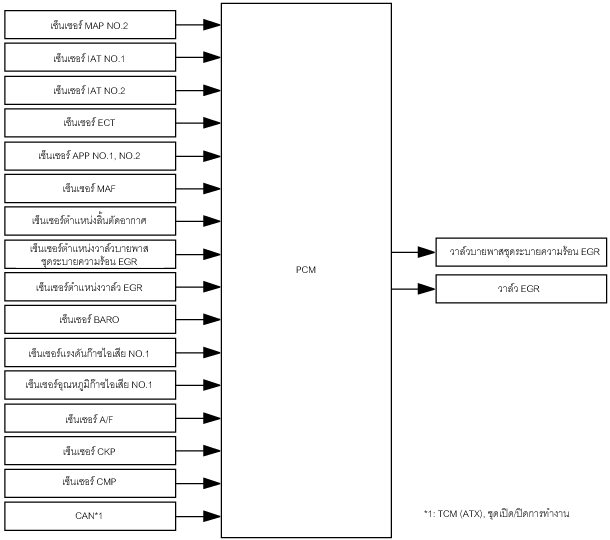 เซ็นเซอร์ MAP NO.2
เซ็นเซอร์ IAT NO.1
เซ็นเซอร์ IAT NO.2
เซ็นเซอร์ ECT
เซ็นเซอร์ APP NO.1, NO.2
เซ็นเซอร์ MAF
เซ็นเซอร์ตำแหน่งลิ้นตัดอากาศ
เซ็นเซอร์ตำแหน่งวาล์วบายพาส
ชุดระบายความร้อน EGR
เซ็นเซอร์ตำแหน่งวาล์ว EGR
เซ็นเซอร์ BARO
เซ็นเซอร์แรงดันก๊าซไอเสีย NO.1
เซ็นเซอร์อุณหภูมิก๊าซไอเสีย NO.1
เซ็นเซอร์ A/F
เซ็นเซอร์ CKP
เซ็นเซอร์ CMP
CAN*1
PCM
วาล์วบายพาสชุดระบายความร้อน EGR
วาล์ว EGR
*1: TCM (ATX), ชุดเปิด/ปิดการทำงาน